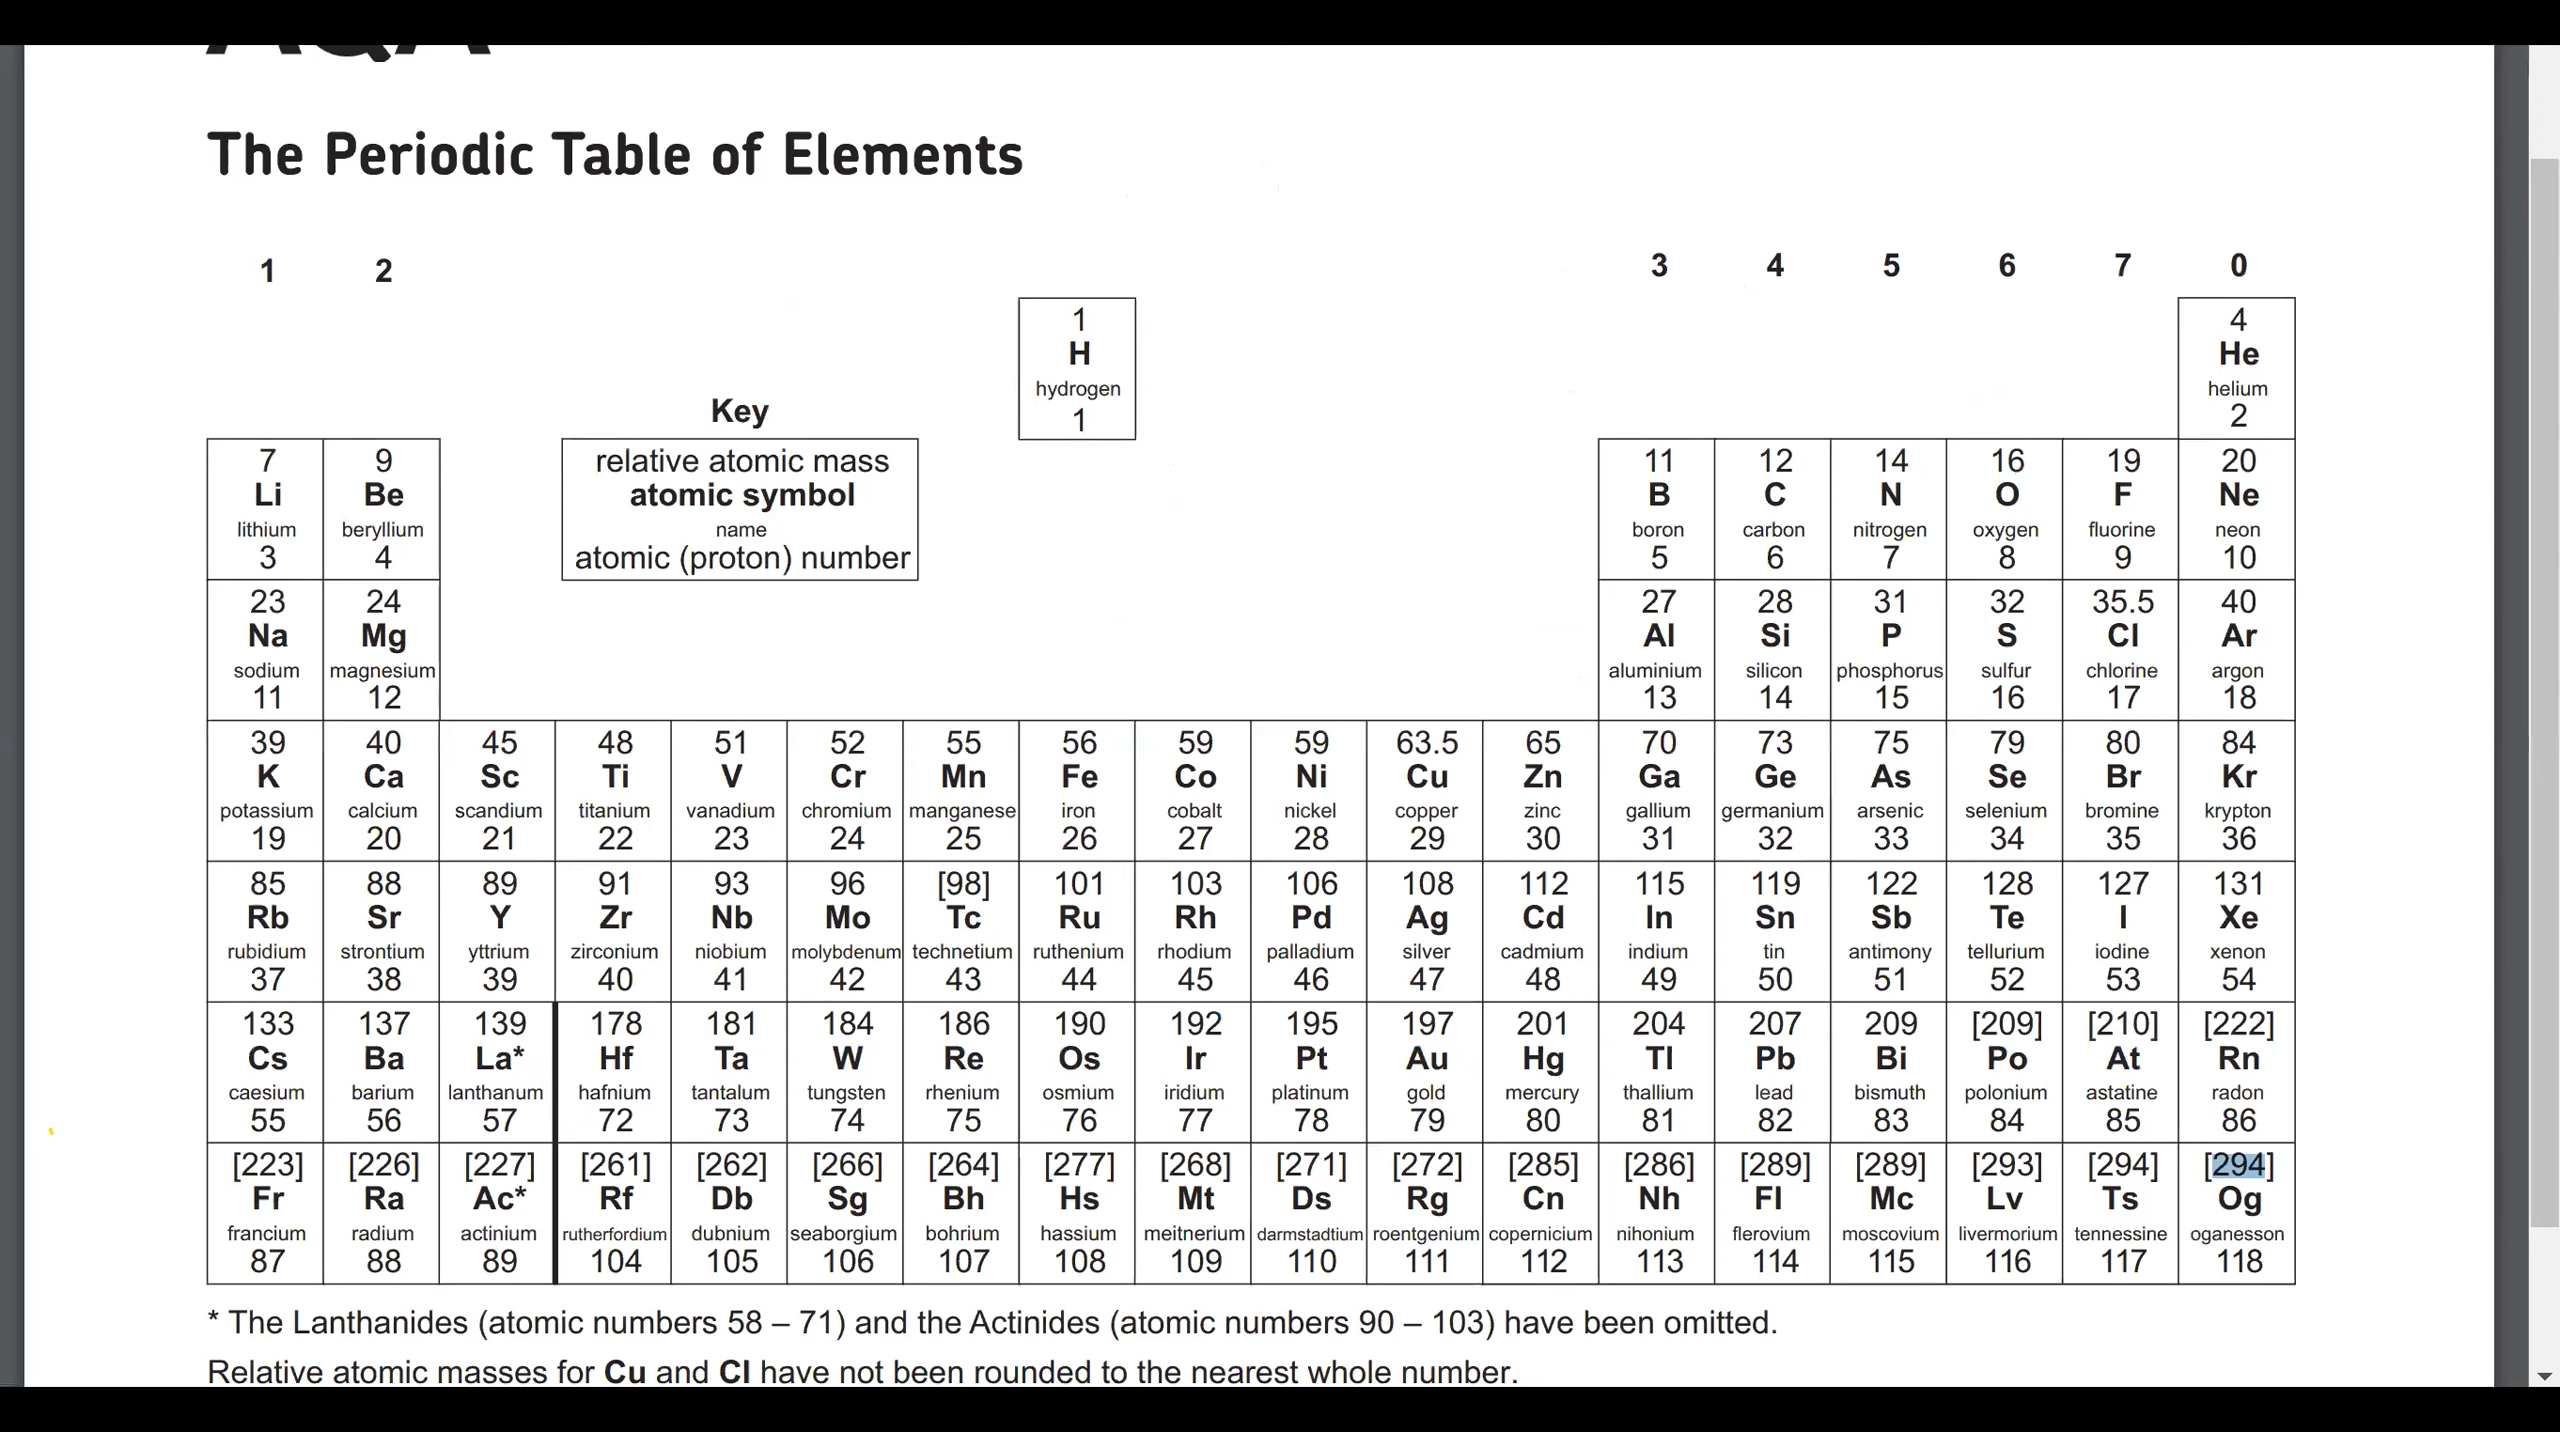 The Periodic Table of Elements
1 2 3 4 5 6 7 0
1 4
H He
hydrogen helium
1 2
Key
7 9 relative atomic mass 11 12 14 16 19 20
Li Be atomic symbol B C N O F Ne
lithium beryllium name boron carbon nitrogen oxygen fluorine neon
3 4 atomic (proton) number 5 6 7 8 9 10
23 24 27 28 31 32 35.5 40
Na Mg Al Si P S Cl Ar
sodium magnesium aluminium silicon phosphorus sulfur chlorine argon
11 12 13 14 15 16 17 18
39 40 45 48 51 52 55 56 59 59 63.5 65 70 73 75 79 80 84
K Ca Sc Ti V Cr Mn Fe Co Ni Cu Zn Ga Ge As Se Br Kr
potassium calcium scandium titanium vanadium chromium manganese iron cobalt nickel copper zinc gallium germanium arsenic selenium bromine krypton
19 20 21 22 23 24 25 26 27 28 29 30 31 32 33 34 35 36
85 88 89 91 93 96 [98] 101 103 106 108 112 115 119 122 128 127 131
Rb Sr Y Zr Nb Mo Tc Ru Rh Pd Ag Cd In Sn Sb Te I Xe
rubidium strontium yttrium zirconium niobium molybdenum technetium ruthenium rhodium palladium silver cadmium indium tin antimony tellurium iodine xenon
37 38 39 40 41 42 43 44 45 46 47 48 49 50 51 52 53 54
133 137 139 178 181 184 186 190 192 195 197 201 204 207 209 [209] [210] [222]
Cs Ba La* Hf Ta W Re Os Ir Pt Au Hg Tl Pb Bi Po At Rn
caesium barium lanthanum hafnium tantalum tungsten rhenium osmium iridium platinum gold mercury thallium lead bismuth polonium astatine radon
55 56 57 72 73 74 75 76 77 78 79 80 81 82 83 84 85 86
[223] [226] [227] [261] [262] [266] [264] [277] [268] [271] [272] [285] [286] [289] [289] [293] [294] [294]
Fr Ra Ac* Rf Db Sg Bh Hs Mt Ds Rg Cn Nh Fl Mc Lv Ts Og
francium radium actinium rutherfordium dubnium seaborgium bohrium hassium meitnerium darmstadtium roentgenium copernicium nihonium flerovium moscovium livermorium tennessine oganesson
87 88 89 104 105 106 107 108 109 110 111 112 113 114 115 116 117 118
* The Lanthanides (atomic numbers 58 – 71) and the Actinides (atomic numbers 90 – 103) have been omitted.
Relative atomic masses for Cu and Cl have not been rounded to the nearest whole number.